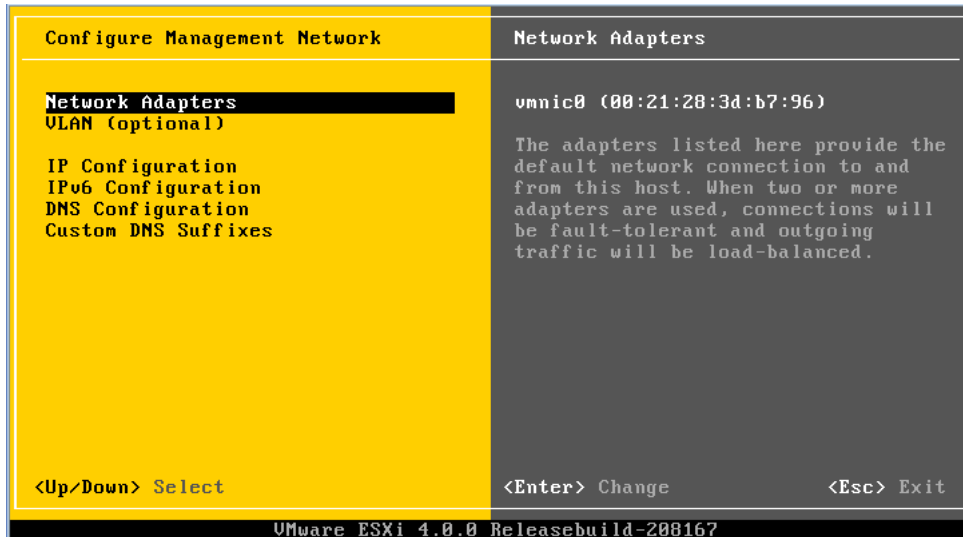 Configure Management Network
Network Adapters
VLAN (optional)
IP Configuration
IPv6 Configuration
DNS Configuration
Custom DNS Suffixes
<Up/Down> Select
Network Adapters
vmnic0 (00:21:28:3d:b7:96)
The adapters listed here provide the
default network connection to and
from this host. When two or more
adapters are used, connections will
be fault-tolerant and outgoing
traffic will be load-balanced.
<Enter> Change
<Esc> Exit
VMware ESXi 4.0.0 Releasebuild-208167